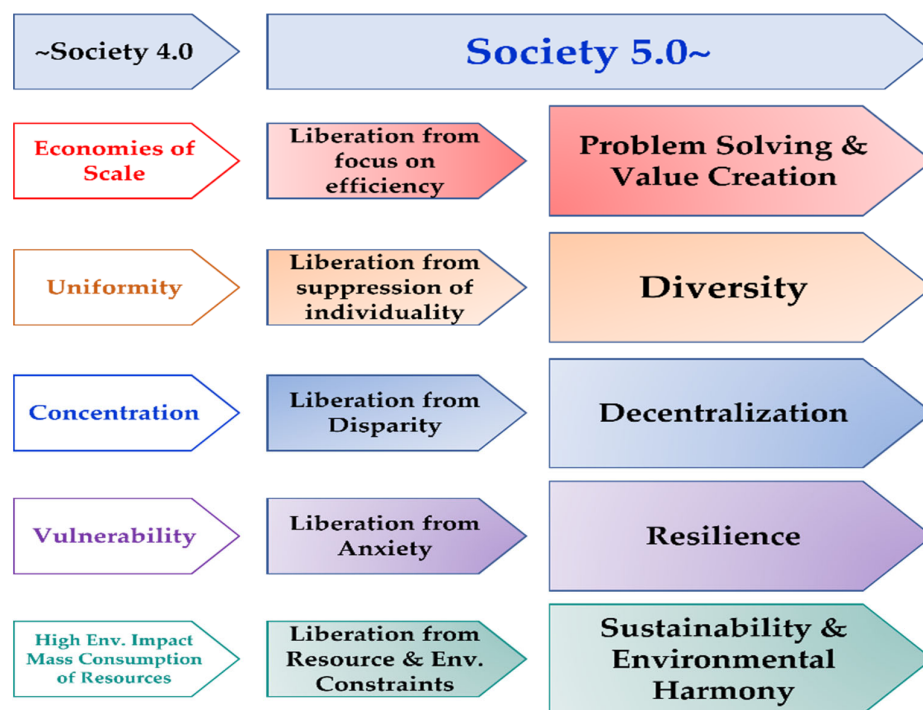 ~Society 4.0
Society 5.0~
Economies of
Scale
Liberation from
focus on
efficiency
Problem Solving &
Value Creation
Uniformity
Liberation from
suppression of
individuality
Diversity
Concentration
Liberation from
Disparity
Decentralization
Vulnerability
Liberation from
Anxiety
Resilience
High Env. Impact
Mass Consumption
of Resources
Liberation from
Resource & Env.
Constraints
Sustainability &
Environmental
Harmony